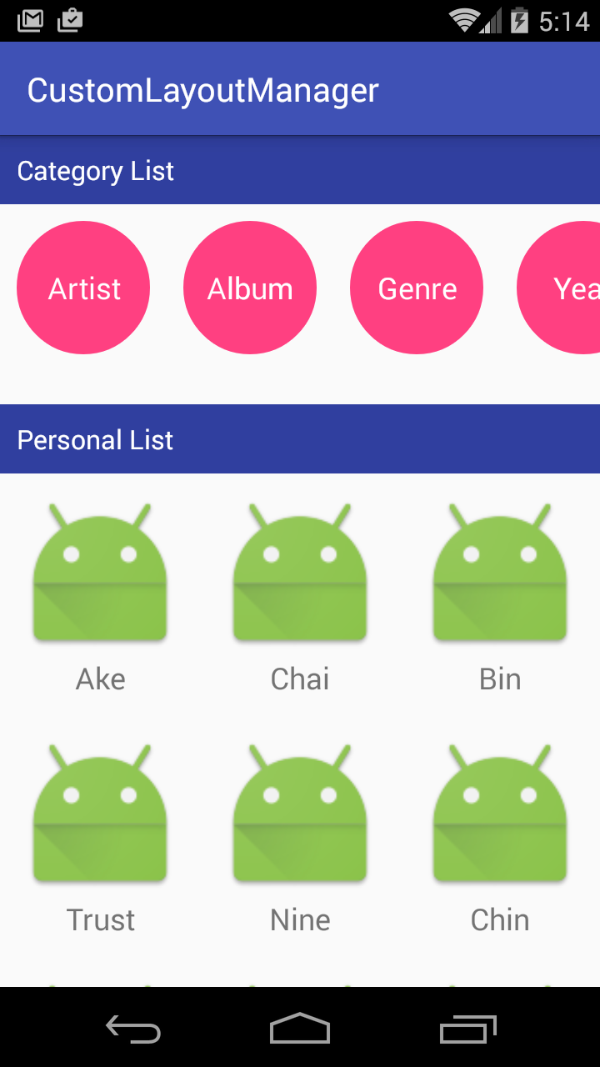 5:14
CustomLayoutManager
Category List
Artist Album Genre Yea
Personal List
Ake Chai Bin
Trust Nine Chin